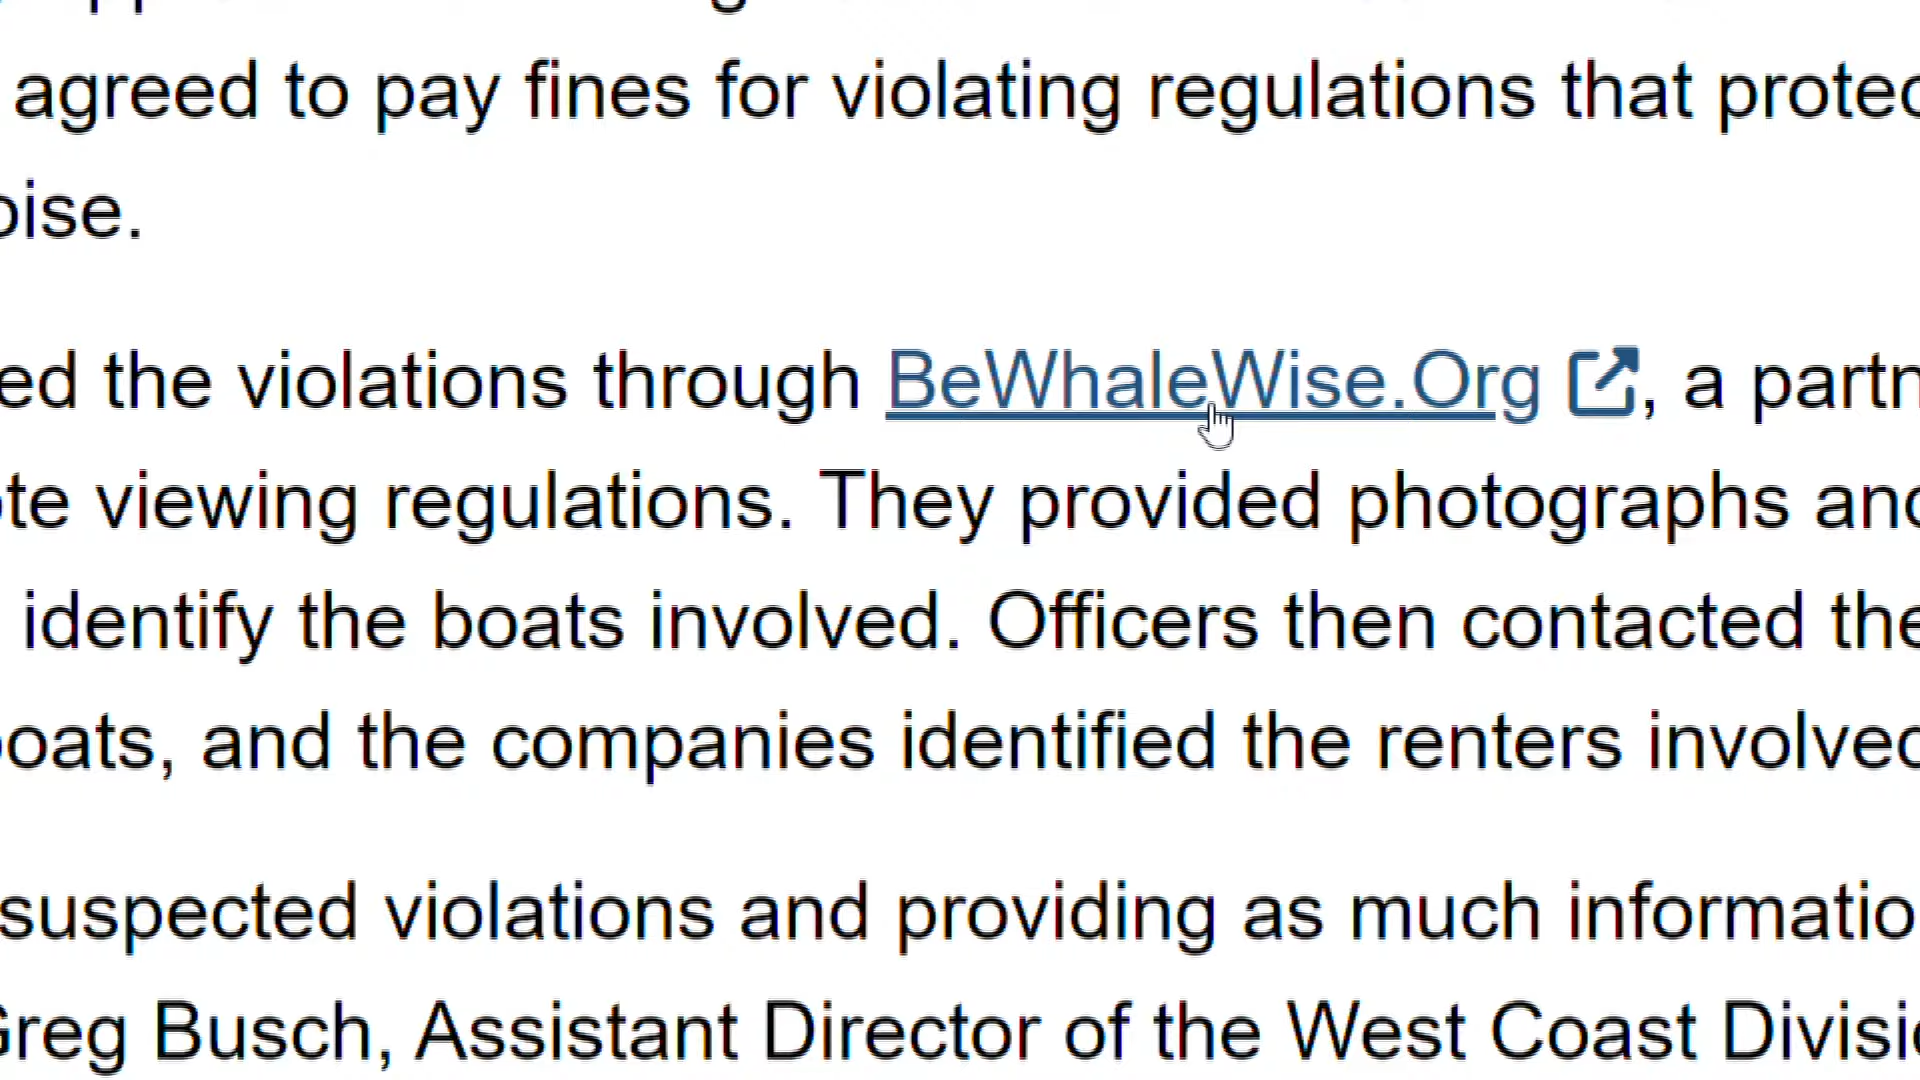 agreed to pay fines for violating regulations that protec
oise.
ed the violations through BeWhaleWise.Org, a partn
te viewing regulations. They provided photographs and
identify the boats involved. Officers then contacted the
oats, and the companies identified the renters involved
suspected violations and providing as much informatio
Greg Busch, Assistant Director of the West Coast Divisio